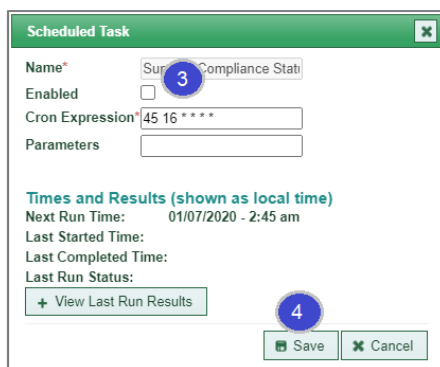 Scheduled Task
Name* Compliance
3
Enabled
Cron Expression* 45 16 * * * *
Parameters
Times and Results (shown as local time)
Next Run Time: 01/07/2020 - 2:45 am
Last Started Time:
Last Completed Time:
Last Run Status:
+ View Last Run Results
4
Save Cancel